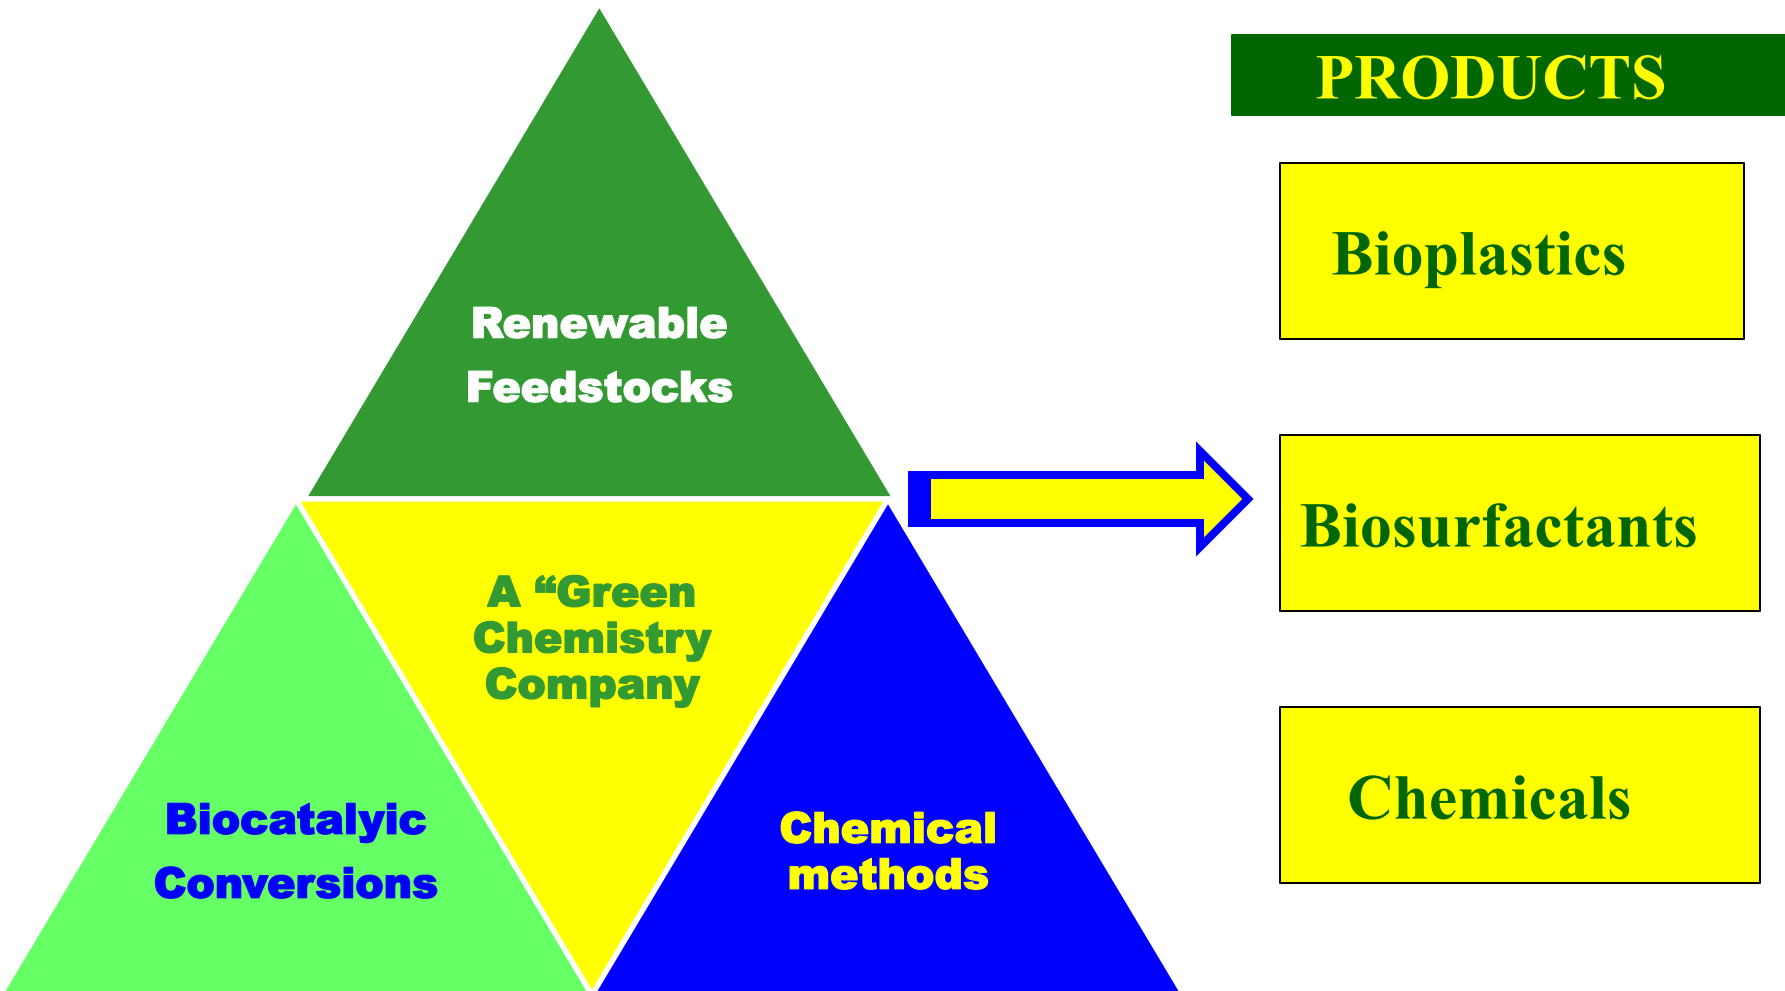 Renewable
Feedstocks
A “Green
Chemistry
Company
Biocatalyic
Conversions
Chemical
methods
PRODUCTS
Bioplastics
Biosurfactants
Chemicals